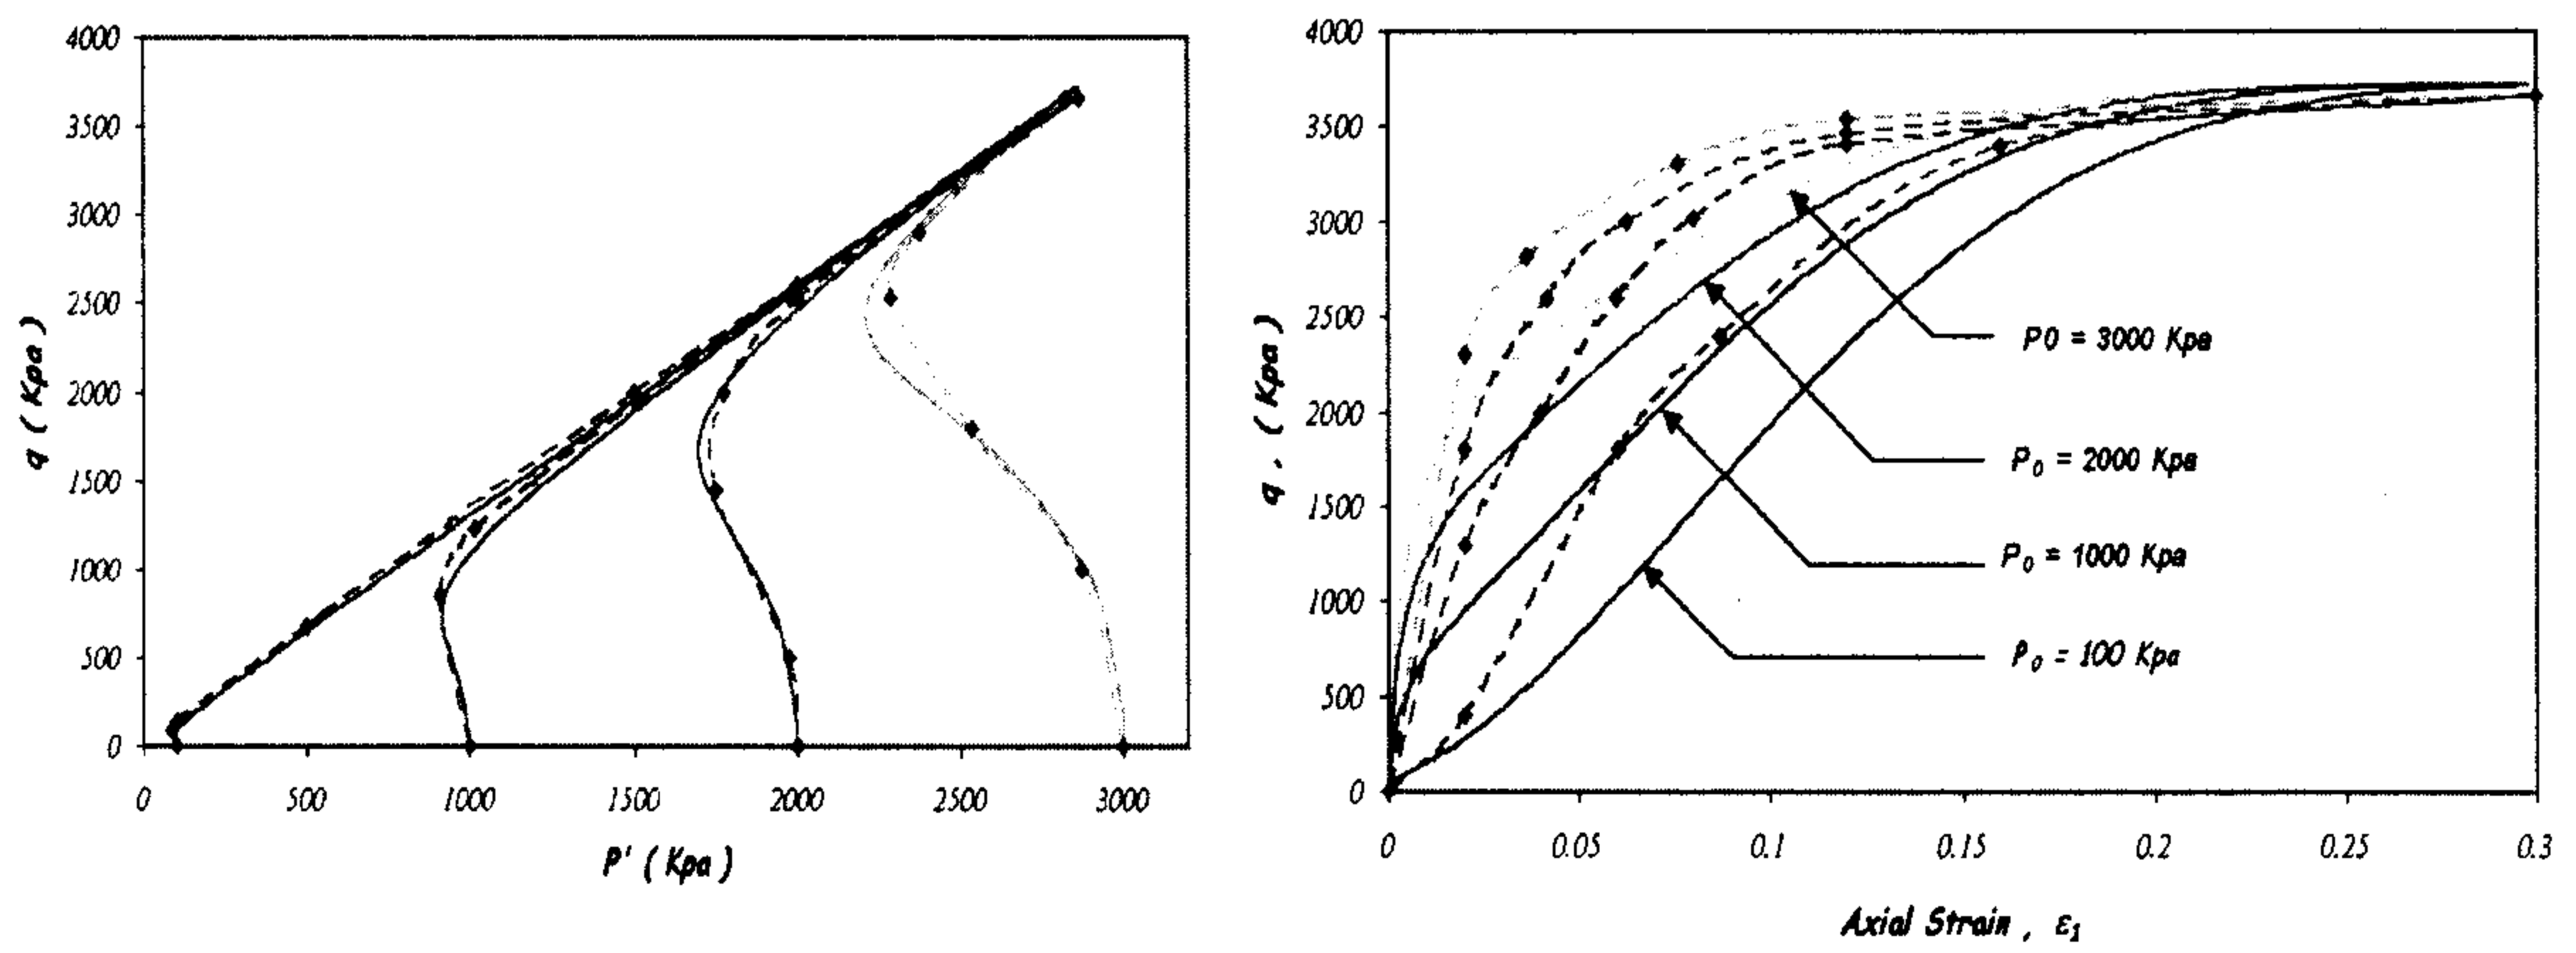 4000
3500
3000
2500
2000
1500
1000
500
0
q ( Kpa )
0 500 1000 1500 2000 2500 3000
P' ( Kpa )
4000
3500
3000
2500
2000
1500
1000
500
0
q , ( Kpa )
P0 = 3000 Kpa
P₀ = 2000 Kpa
P₀ = 1000 Kpa
P₀ = 100 Kpa
0 0.05 0.1 0.15 0.2 0.25 0.3
Axial Strain , ε₁